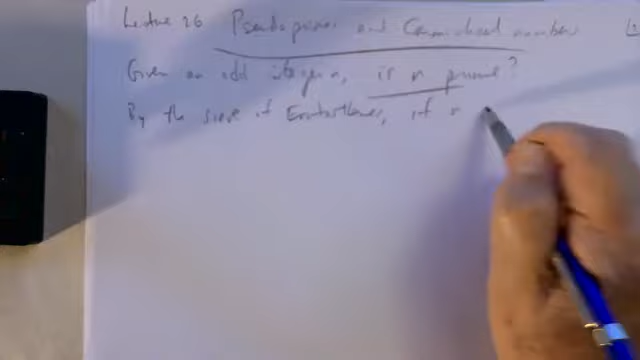 Lecture 26 Pseudoprimes and Carmichael numbers
Given an odd integer n, is n prime?
By the sieve of Eratosthenes, if n